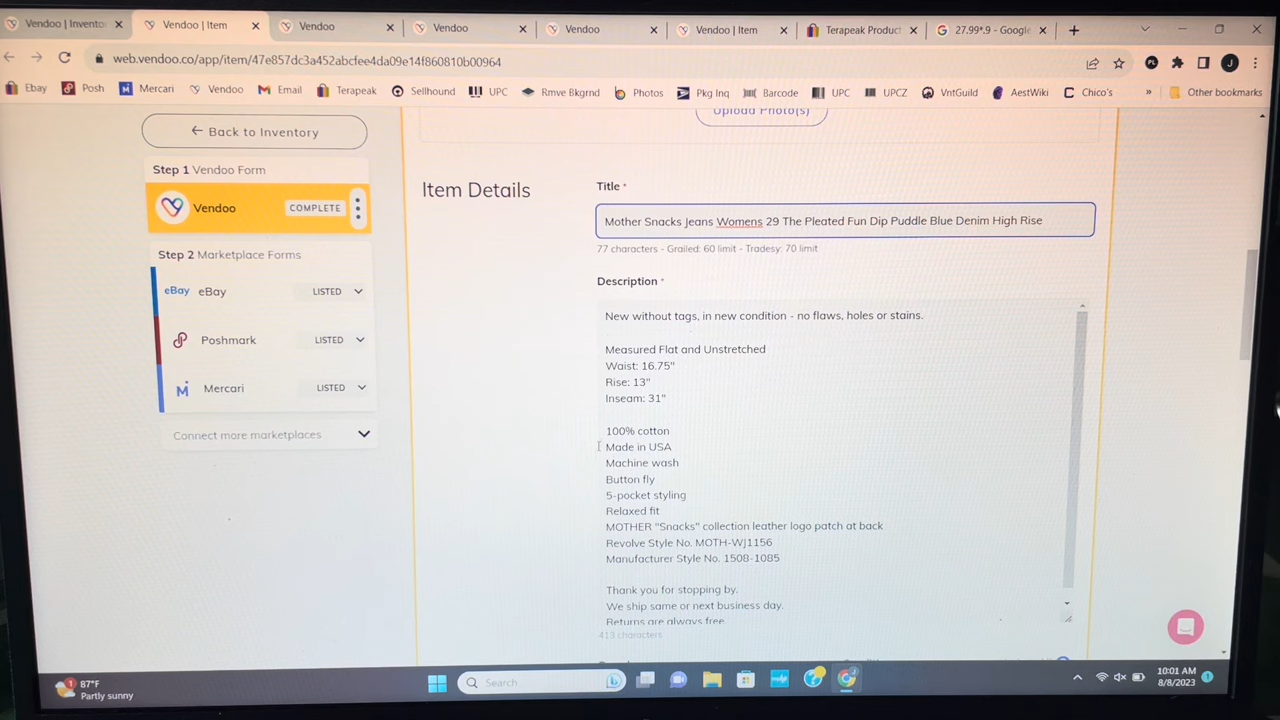 Vendoo | Invento
Vendoo | Item
Vendoo
Vendoo
Vendoo
Vendoo | Item
Terapeak Produc
27.99*.9 - Google
web.vendoo.co/app/item/47e857dc3a452abcfee4da09e14f860810b00964
Ebay
Posh
Mercari
Vendoo
Email
Terapeak
Sellhound
UPC
Rmve Bkgrnd
Photos
Pkg Inq
Barcode
UPC
UPCZ
VntGuild
AestWiki
Chico's
»
Other bookmarks
Back to Inventory
Upload Photo(s)
Step 1 Vendoo Form
Vendoo COMPLETE
Step 2 Marketplace Forms
eBay eBay LISTED
Poshmark LISTED
Mercari LISTED
Connect more marketplaces
Item Details
Title *
Mother Snacks Jeans Womens 29 The Pleated Fun Dip Puddle Blue Denim High Rise
77 characters - Grailed: 60 limit - Tradesy: 70 limit
Description *
New without tags, in new condition - no flaws, holes or stains.
Measured Flat and Unstretched
Waist: 16.75"
Rise: 13"
Inseam: 31"
100% cotton
Made in USA
Machine wash
Button fly
5-pocket styling
Relaxed fit
MOTHER "Snacks" collection leather logo patch at back
Revolve Style No. MOTH-WJ1156
Manufacturer Style No. 1508-1085
Thank you for stopping by.
We ship same or next business day.
Returns are always free.
413 characters
87°F
Partly sunny
Search
10:01 AM
8/8/2023